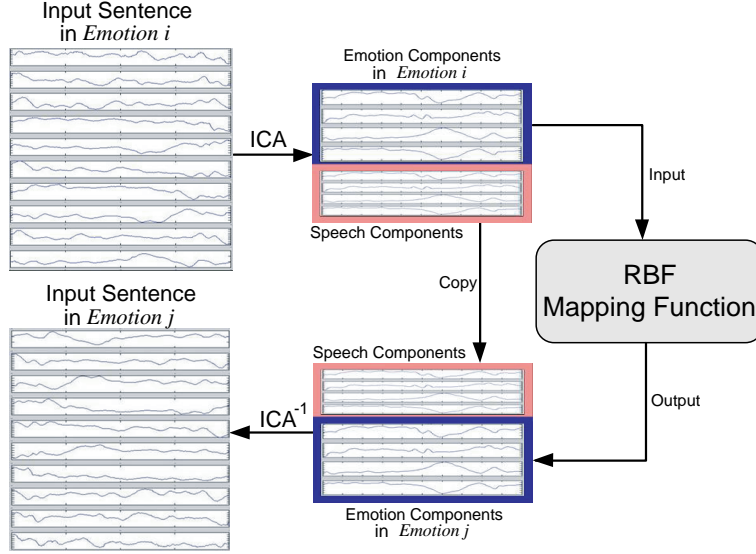 Input Sentence
in Emotion i
ICA
Emotion Components
in Emotion i
Speech Components
Input
Copy
RBF
Mapping Function
Output
Speech Components
Emotion Components
in Emotion j
ICA-1
Input Sentence
in Emotion j